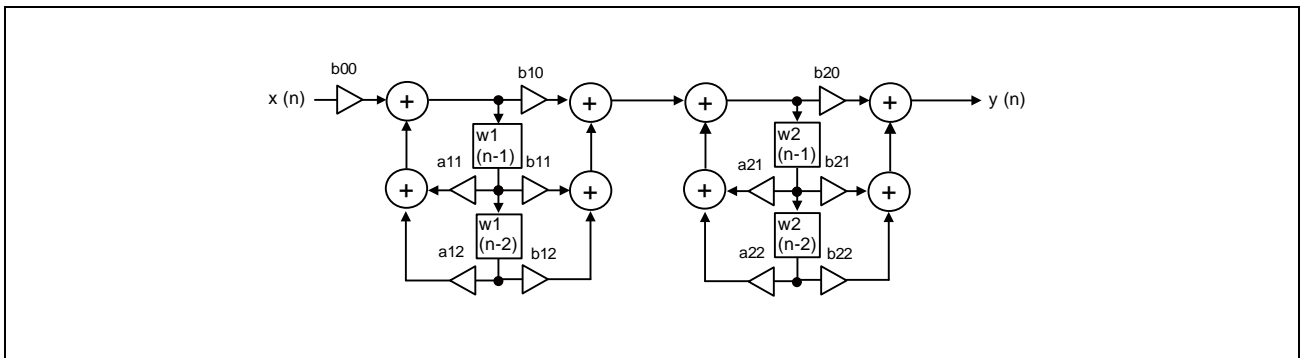 b00
b10
b20
x (n)
+
+
+
+
y (n)
w1
(n-1)
w2
(n-1)
a11
b11
a21
b21
+
+
+
+
w1
(n-2)
w2
(n-2)
a12
b12
a22
b22